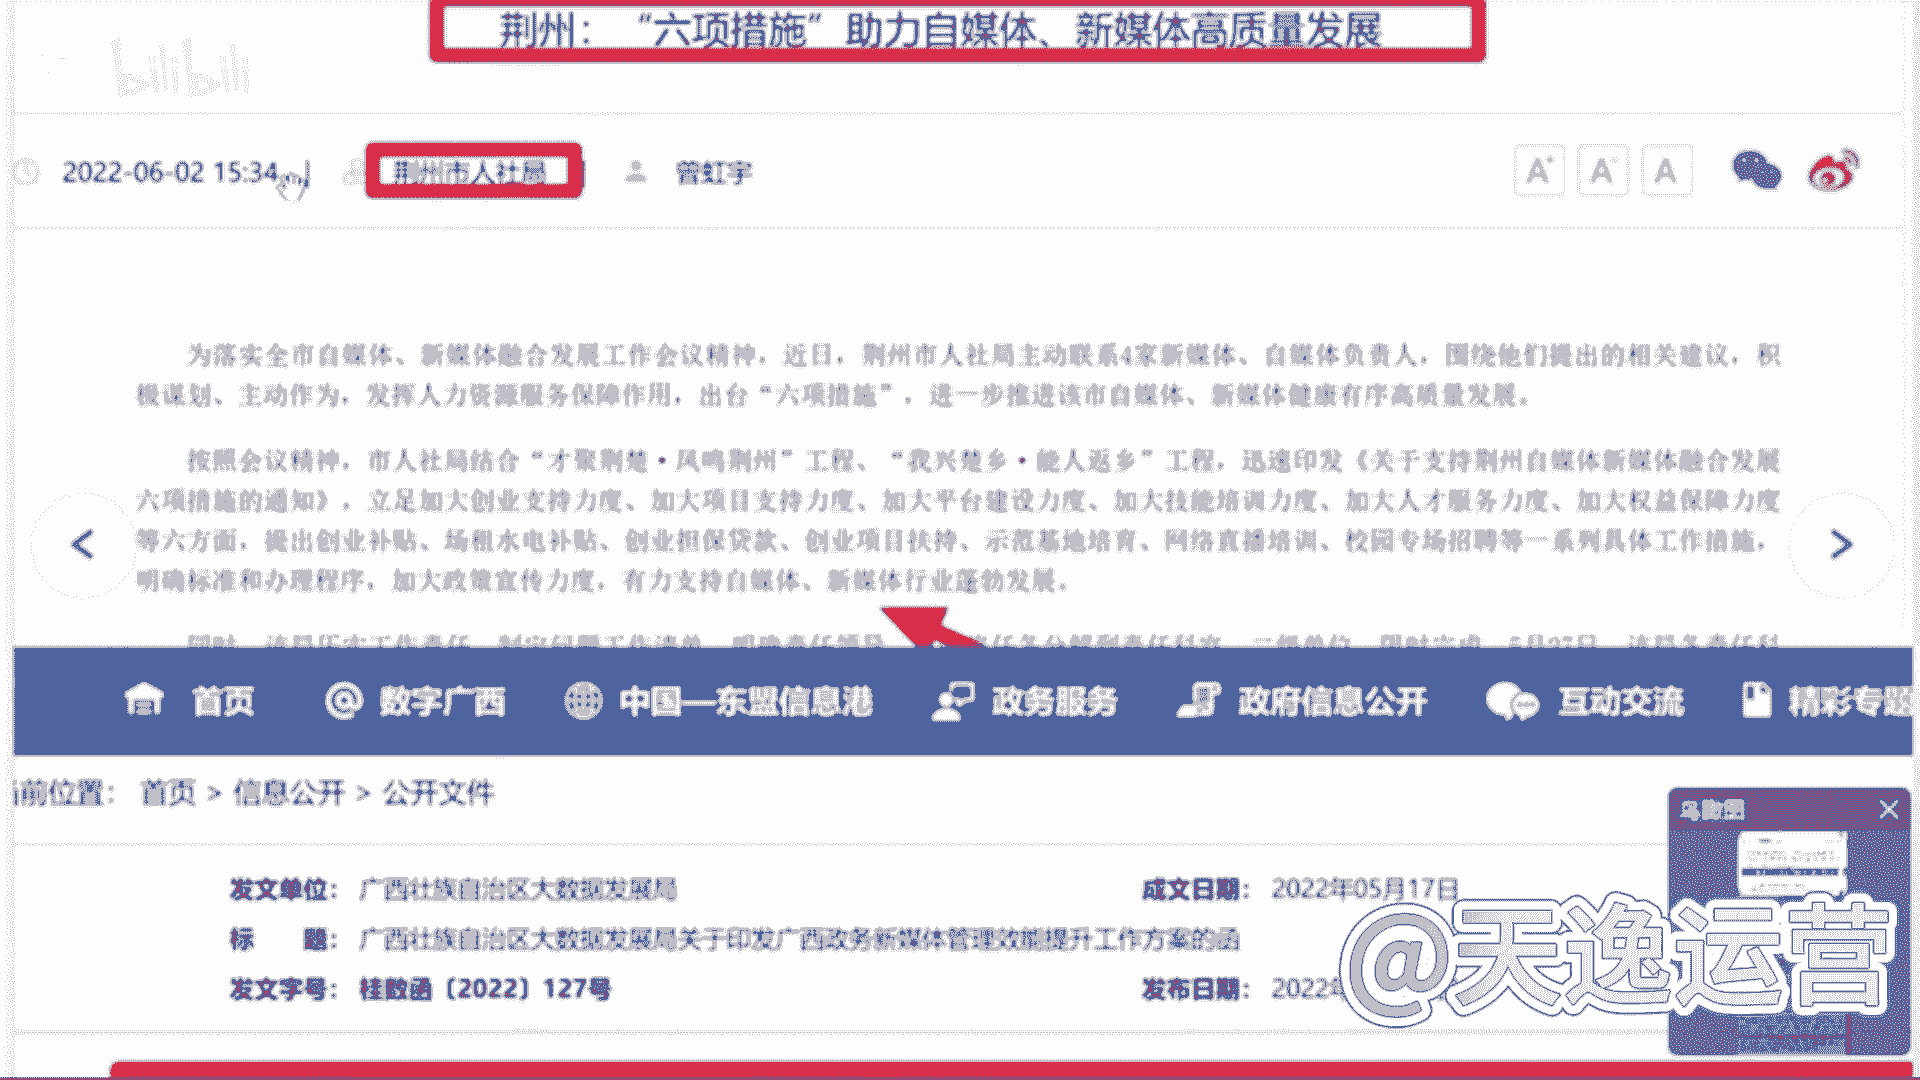 荆州：“六项措施”助力自媒体、新媒体高质量发展
bilibili
2022-06-02 15:34
荆州市人社局
曾虹宇
A+ A- A
为落实全市自媒体、新媒体融合发展工作会议精神，近日，荆州市人社局主动联系4家新媒体、自媒体负责人，围绕他们提出的相关建议，积
极谋划、主动作为，发挥人力资源服务保障作用，出台“六项措施”，进一步推进该市自媒体、新媒体健康有序高质量发展。
按照会议精神，市人社局结合“才聚荆楚·凤鸣荆州”工程、“我兴楚乡·能人返乡”工程，迅速印发《关于支持荆州自媒体新媒体融合发展
六项措施的通知》，立足加大创业支持力度、加大项目支持力度、加大平台建设力度、加大技能培训力度、加大人才服务力度、加大权益保障力度
等六方面，提出创业补贴、场租水电补贴、创业担保贷款、创业项目扶持、示范基地培育、网络直播培训、校园专场招聘等一系列具体工作措施，
明确标准和办理程序，加大政策宣传力度，有力支持自媒体、新媒体行业蓬勃发展。
< >
首页 数字广西 中国—东盟信息港 政务服务 政府信息公开 互动交流 精彩专题
前位置： 首页 > 信息公开 > 公开文件
发文单位： 广西壮族自治区大数据发展局 成文日期： 2022年05月17日
标 题： 广西壮族自治区大数据发展局关于印发广西政务新媒体管理效能提升工作方案的函
发文字号： 桂数函〔2022〕127号 发布日期： 2022年
@天逸运营